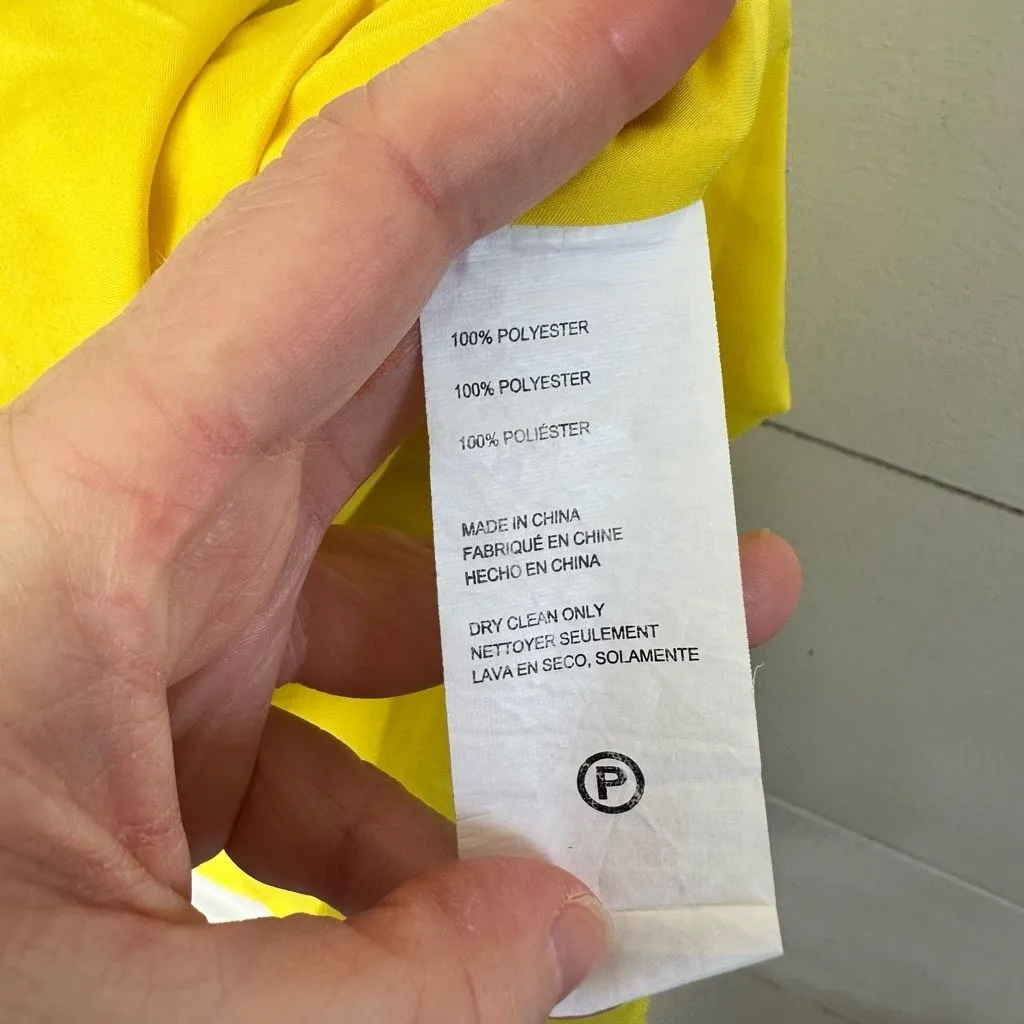 100% POLYESTER
100% POLYESTER
100% POLIÉSTER
MADE IN CHINA
FABRIQUÉ EN CHINE
HECHO EN CHINA
DRY CLEAN ONLY
NETTOYER SEULEMENT
LAVA EN SECO, SOLAMENTE
P